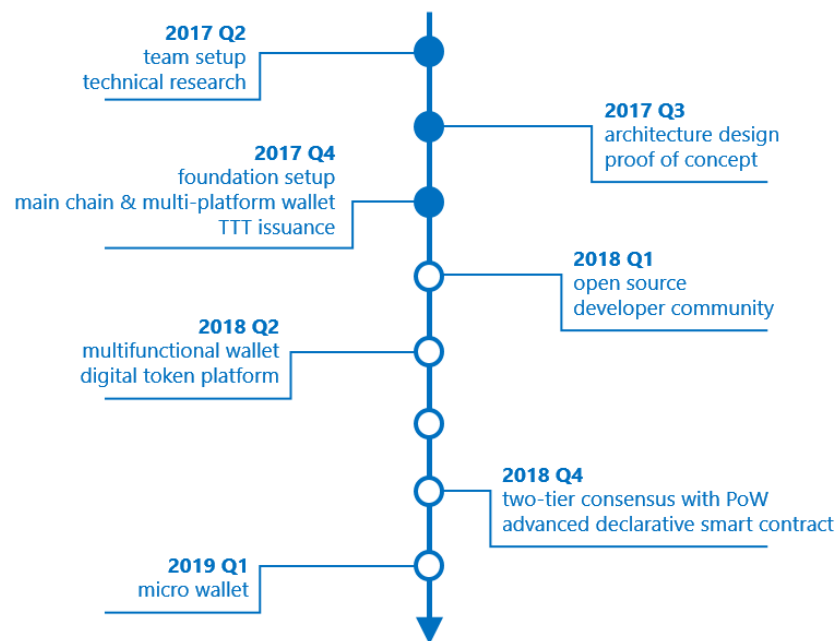 2017 Q2
team setup
technical research
2017 Q3
architecture design
proof of concept
2017 Q4
foundation setup
main chain & multi-platform wallet
TTT issuance
2018 Q1
open source
developer community
2018 Q2
multifunctional wallet
digital token platform
2018 Q4
two-tier consensus with PoW
advanced declarative smart contract
2019 Q1
micro wallet